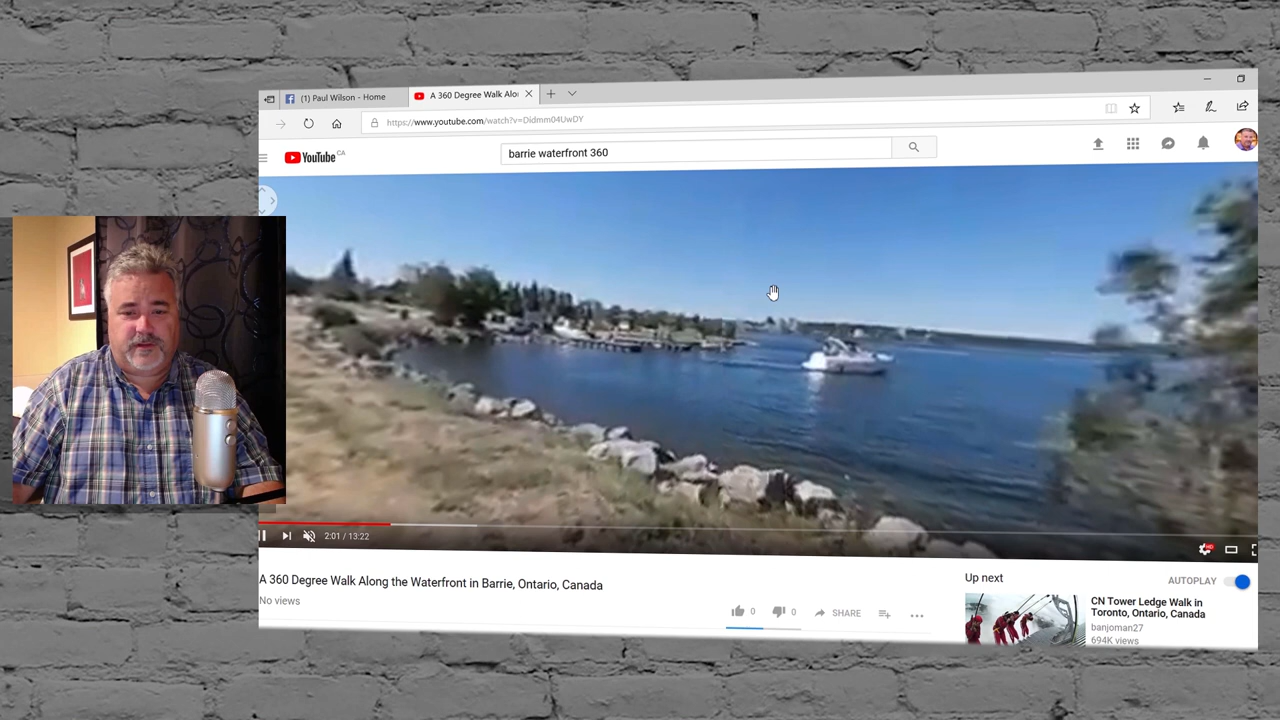 (1) Paul Wilson - Home
A 360 Degree Walk Alo
https://www.youtube.com/watch?v=Didmm04UwDY
YouTube CA
barrie waterfront 360
2:01 / 13:22
HD
A 360 Degree Walk Along the Waterfront in Barrie, Ontario, Canada
No views
0
0
SHARE
Up next
AUTOPLAY
CN Tower Ledge Walk in
Toronto, Ontario, Canada
banjoman27
694K views